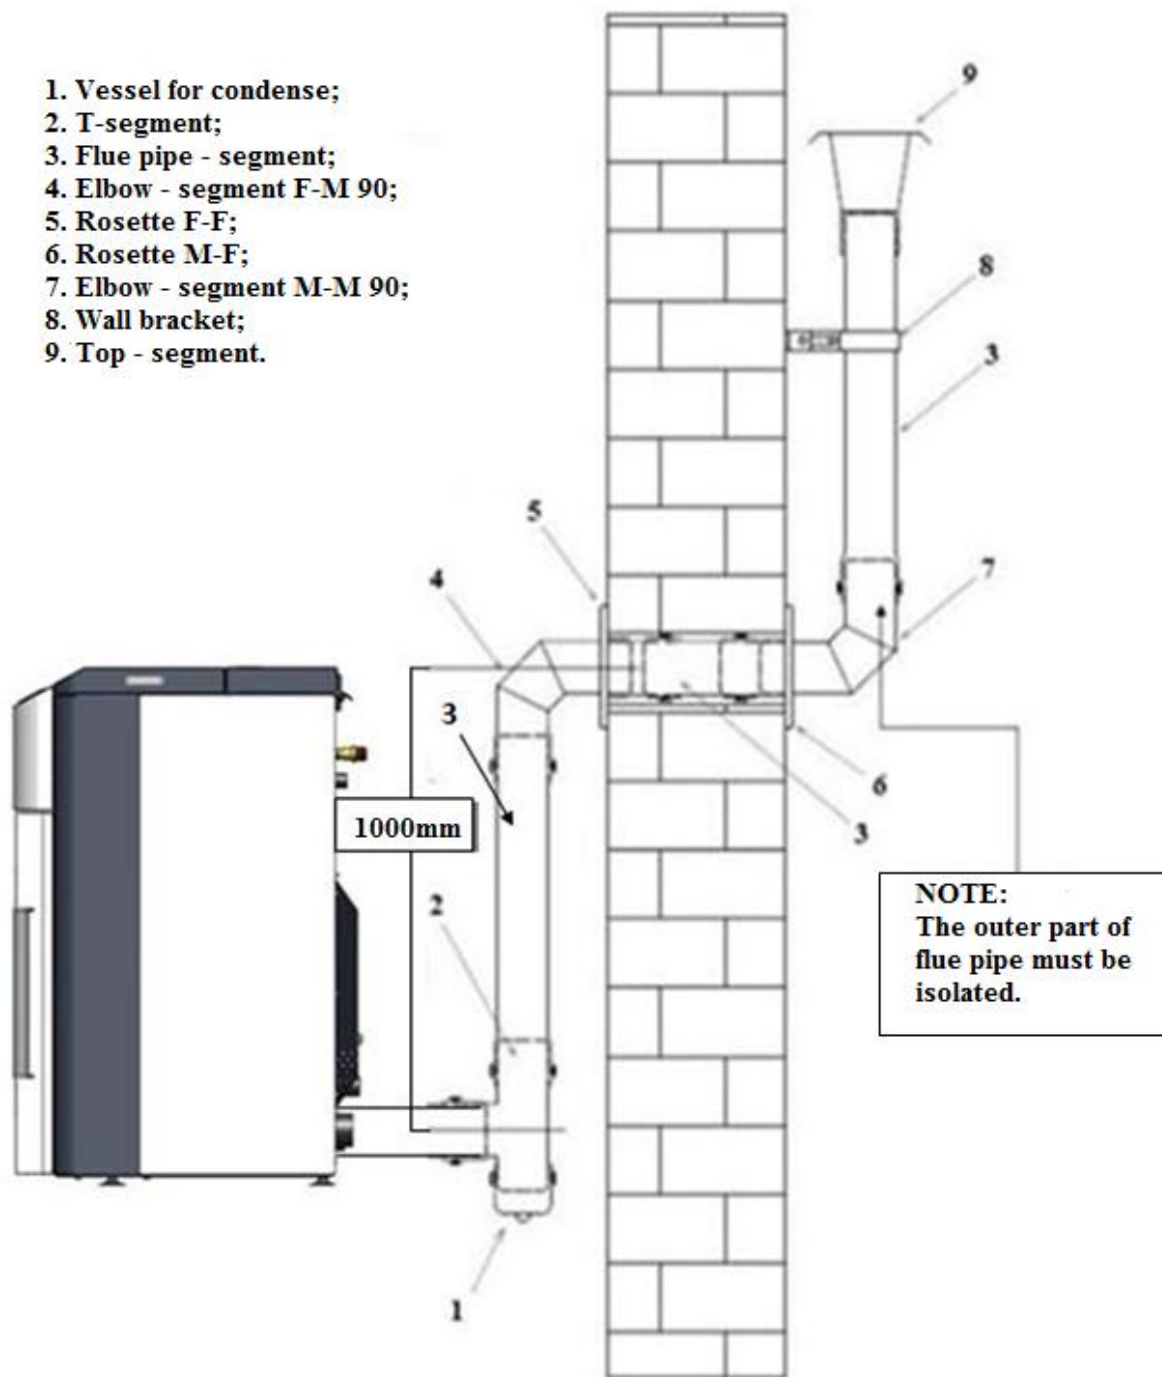 1. Vessel for condense;
2. T-segment;
3. Flue pipe - segment;
4. Elbow - segment F-M 90;
5. Rosette F-F;
6. Rosette M-F;
7. Elbow - segment M-M 90;
8. Wall bracket;
9. Top - segment.
9
8
3
5
4
7
3
6
1000mm
3
2
NOTE:
The outer part of
flue pipe must be
isolated.
1